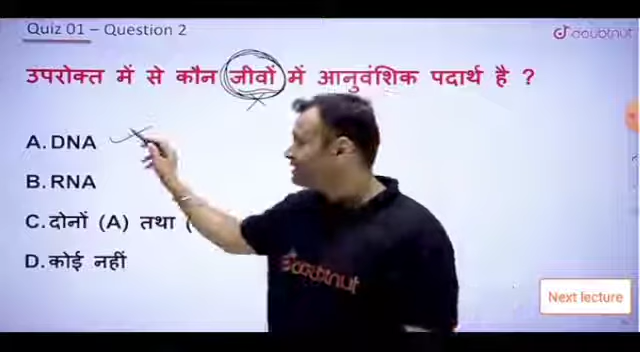 Quiz 01 – Question 2
doubtnut
उपरोक्त में से कौन जीवों में आनुवंशिक पदार्थ है ?
A. DNA
B. RNA
C. दोनों (A) तथा (
D. कोई नहीं
doubtnut
Next lecture